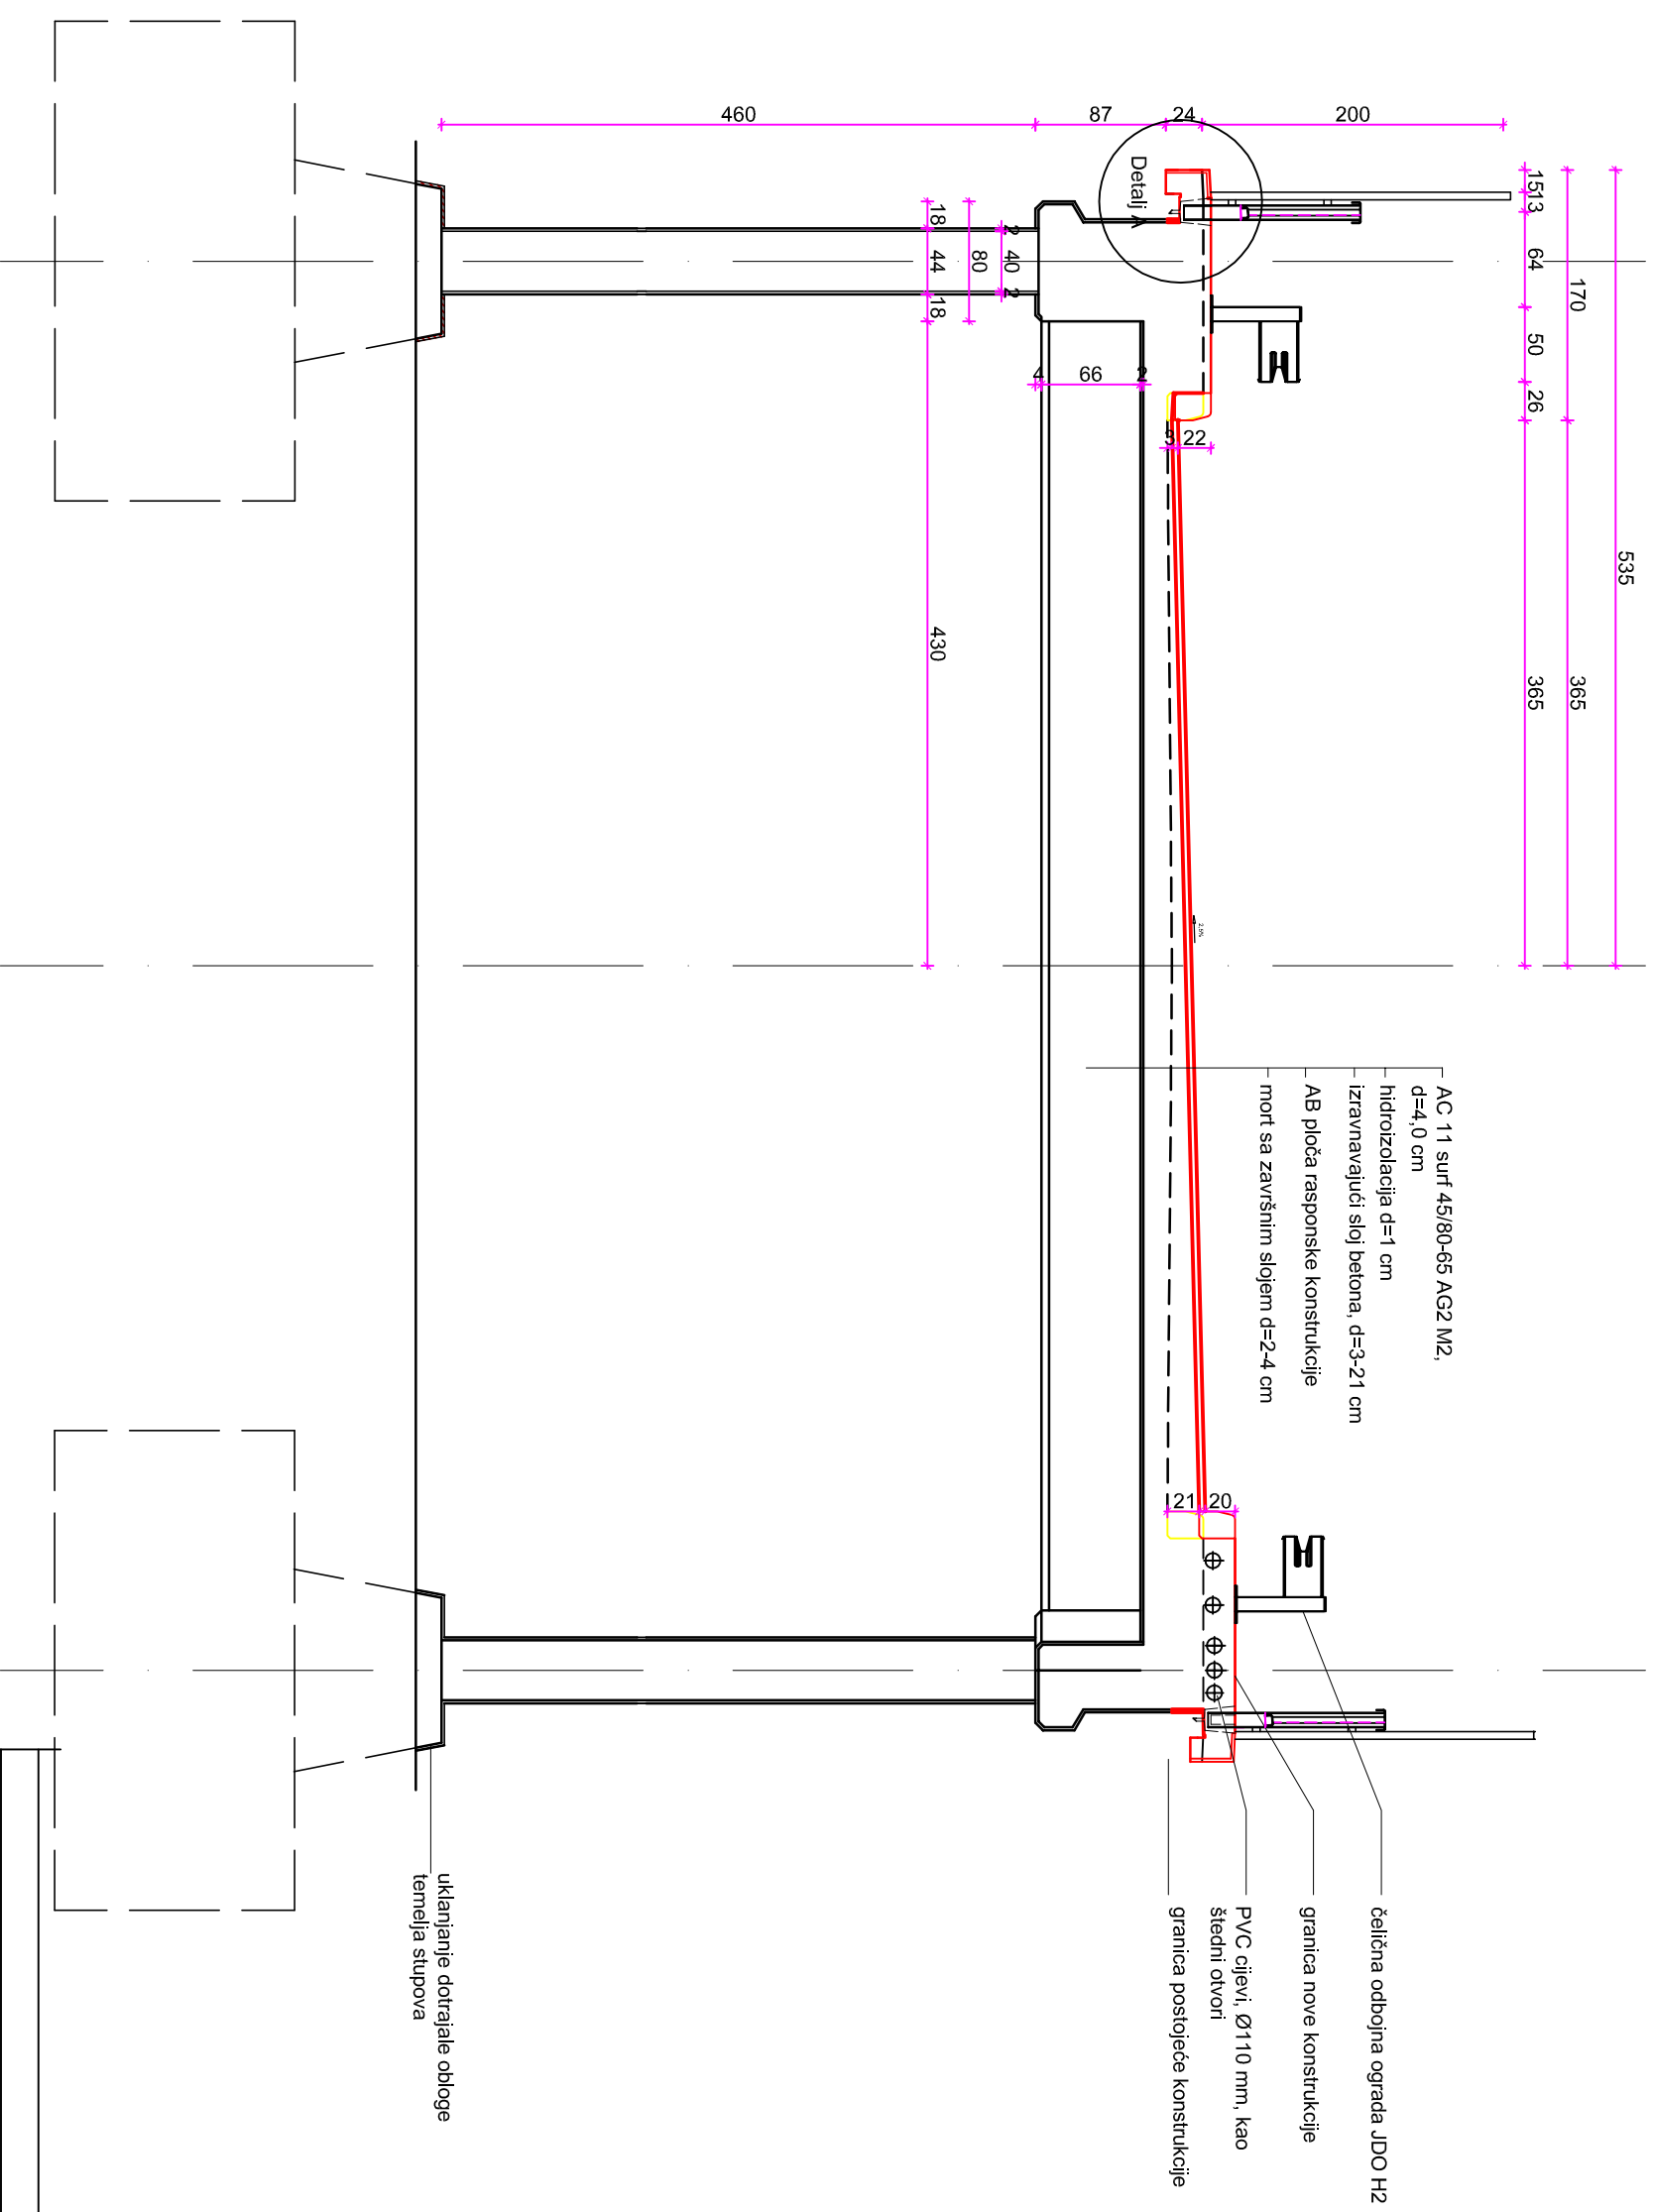 535
170
365
15
13
64
50
26
365
200
24
87
460
Detalj A
18
44
18
80
2
40
2
430
4
66
2
3
22
2.5%
21
20
AC 11 surf 45/80-65 AG2 M2,
d=4,0 cm
hidroizolacija d=1 cm
izravnavajući sloj betona, d=3-21 cm
AB ploča rasponske konstrukcije
mort sa završnim slojem d=2-4 cm
čelična odbojna ograda JDO H2
granica nove konstrukcije
PVC cijevi, Ø110 mm, kao
štedni otvori
granica postojeće konstrukcije
uklanjanje dotrajale obloge
temelja stupova